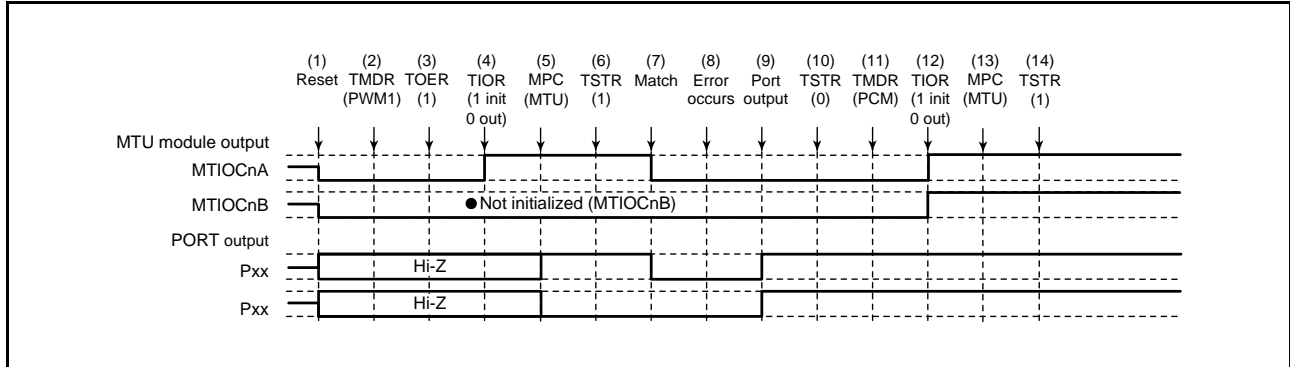 (1) (2) (3) (4) (5) (6) (7) (8) (9) (10) (11) (12) (13) (14)
Reset TMDR TOER TIOR MPC TSTR Match Error Port TSTR TMDR TIOR MPC TSTR
(PWM1) (1) (1 init (MTU) (1) occurs output (0) (PCM) (1 init (MTU) (1)
0 out) 0 out)
MTU module output
MTIOCnA
MTIOCnB ●Not initialized (MTIOCnB)
PORT output
Pxx Hi-Z
Pxx Hi-Z